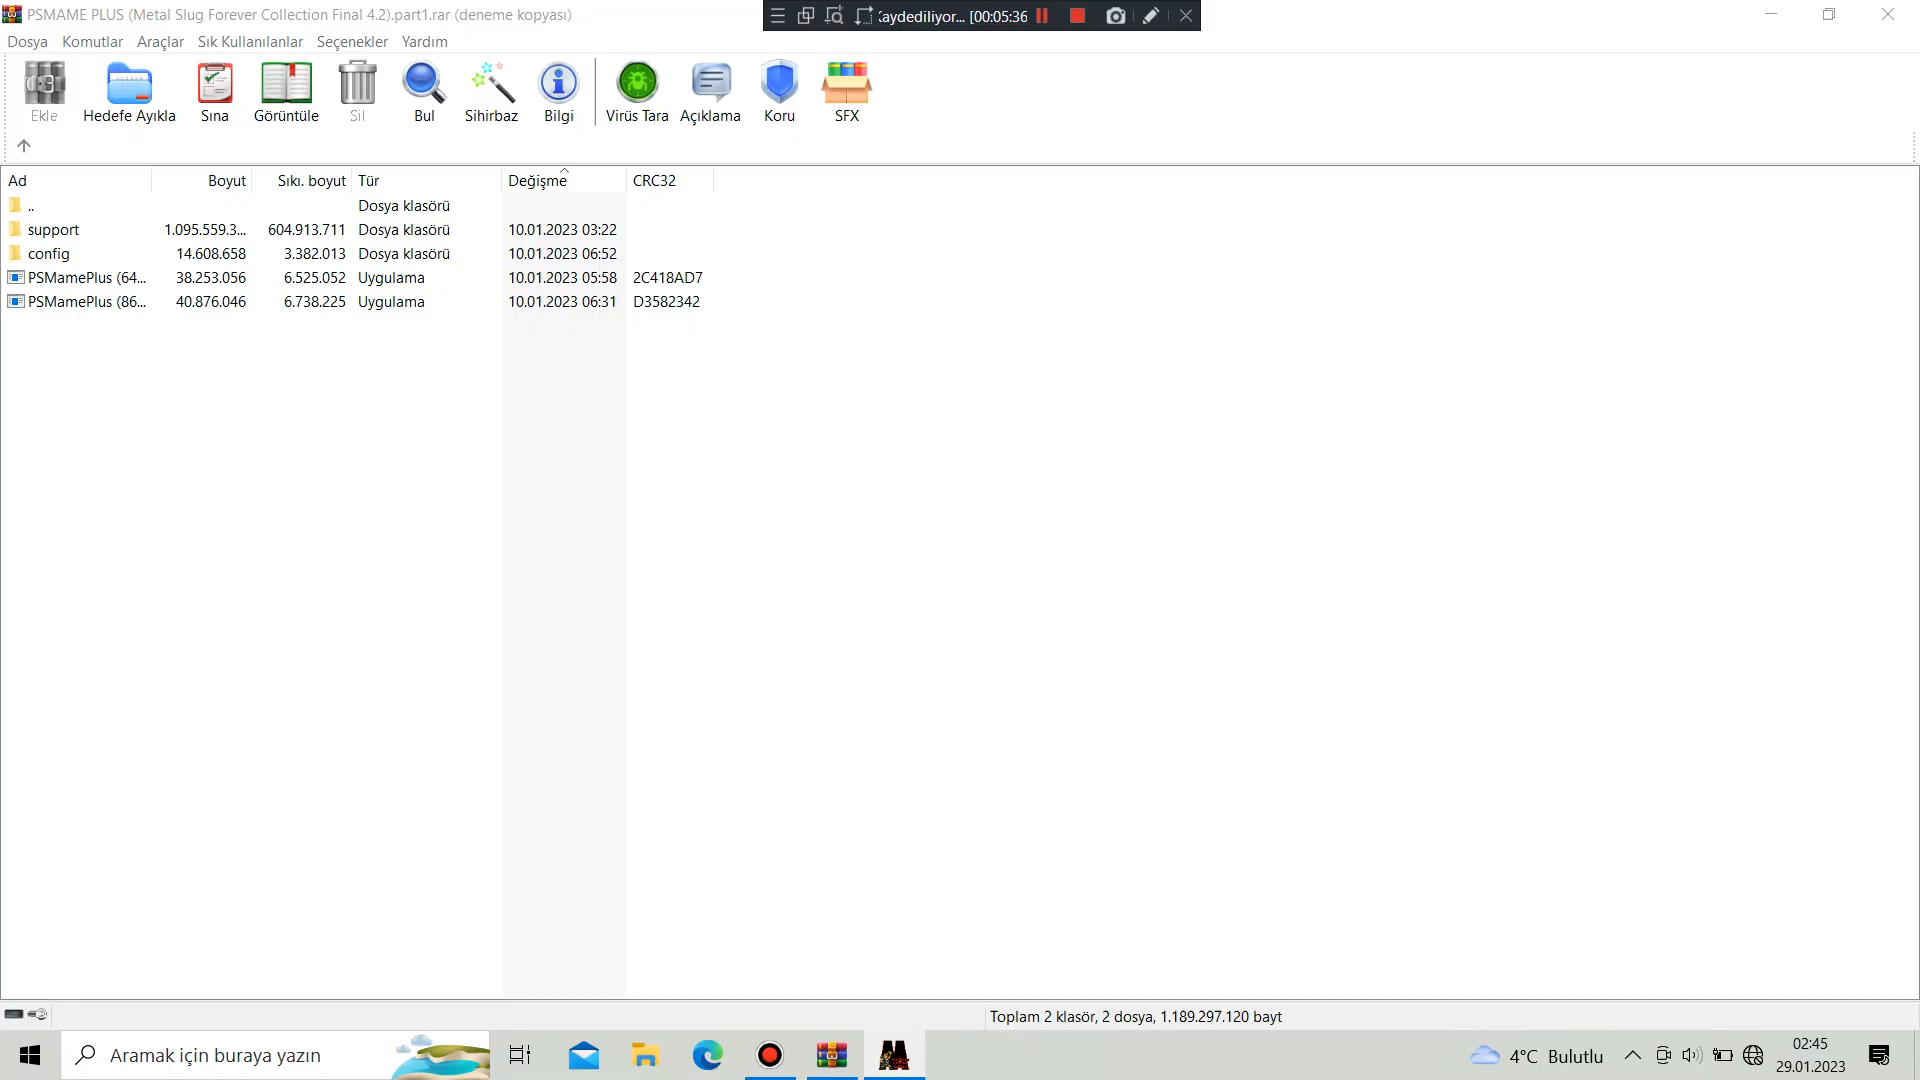 PSMAME PLUS (Metal Slug Forever Collection Final 4.2).part1.rar (deneme kopyası)
Kaydediliyor... [00:05:36
Dosya Komutlar Araçlar Sık Kullanılanlar Seçenekler Yardım
Ekle Hedefe Ayıkla Sına Görüntüle Sil Bul Sihirbaz Bilgi Virüs Tara Açıklama Koru SFX
Ad Boyut Sıkı. boyut Tür Değişme CRC32
.. Dosya klasörü
support 1.095.559.3... 604.913.711 Dosya klasörü 10.01.2023 03:22
config 14.608.658 3.382.013 Dosya klasörü 10.01.2023 06:52
PSMamePlus (64... 38.253.056 6.525.052 Uygulama 10.01.2023 05:58 2C418AD7
PSMamePlus (86... 40.876.046 6.738.225 Uygulama 10.01.2023 06:31 D3582342
Toplam 2 klasör, 2 dosya, 1.189.297.120 bayt
Aramak için buraya yazın
4°C Bulutlu
02:45
29.01.2023